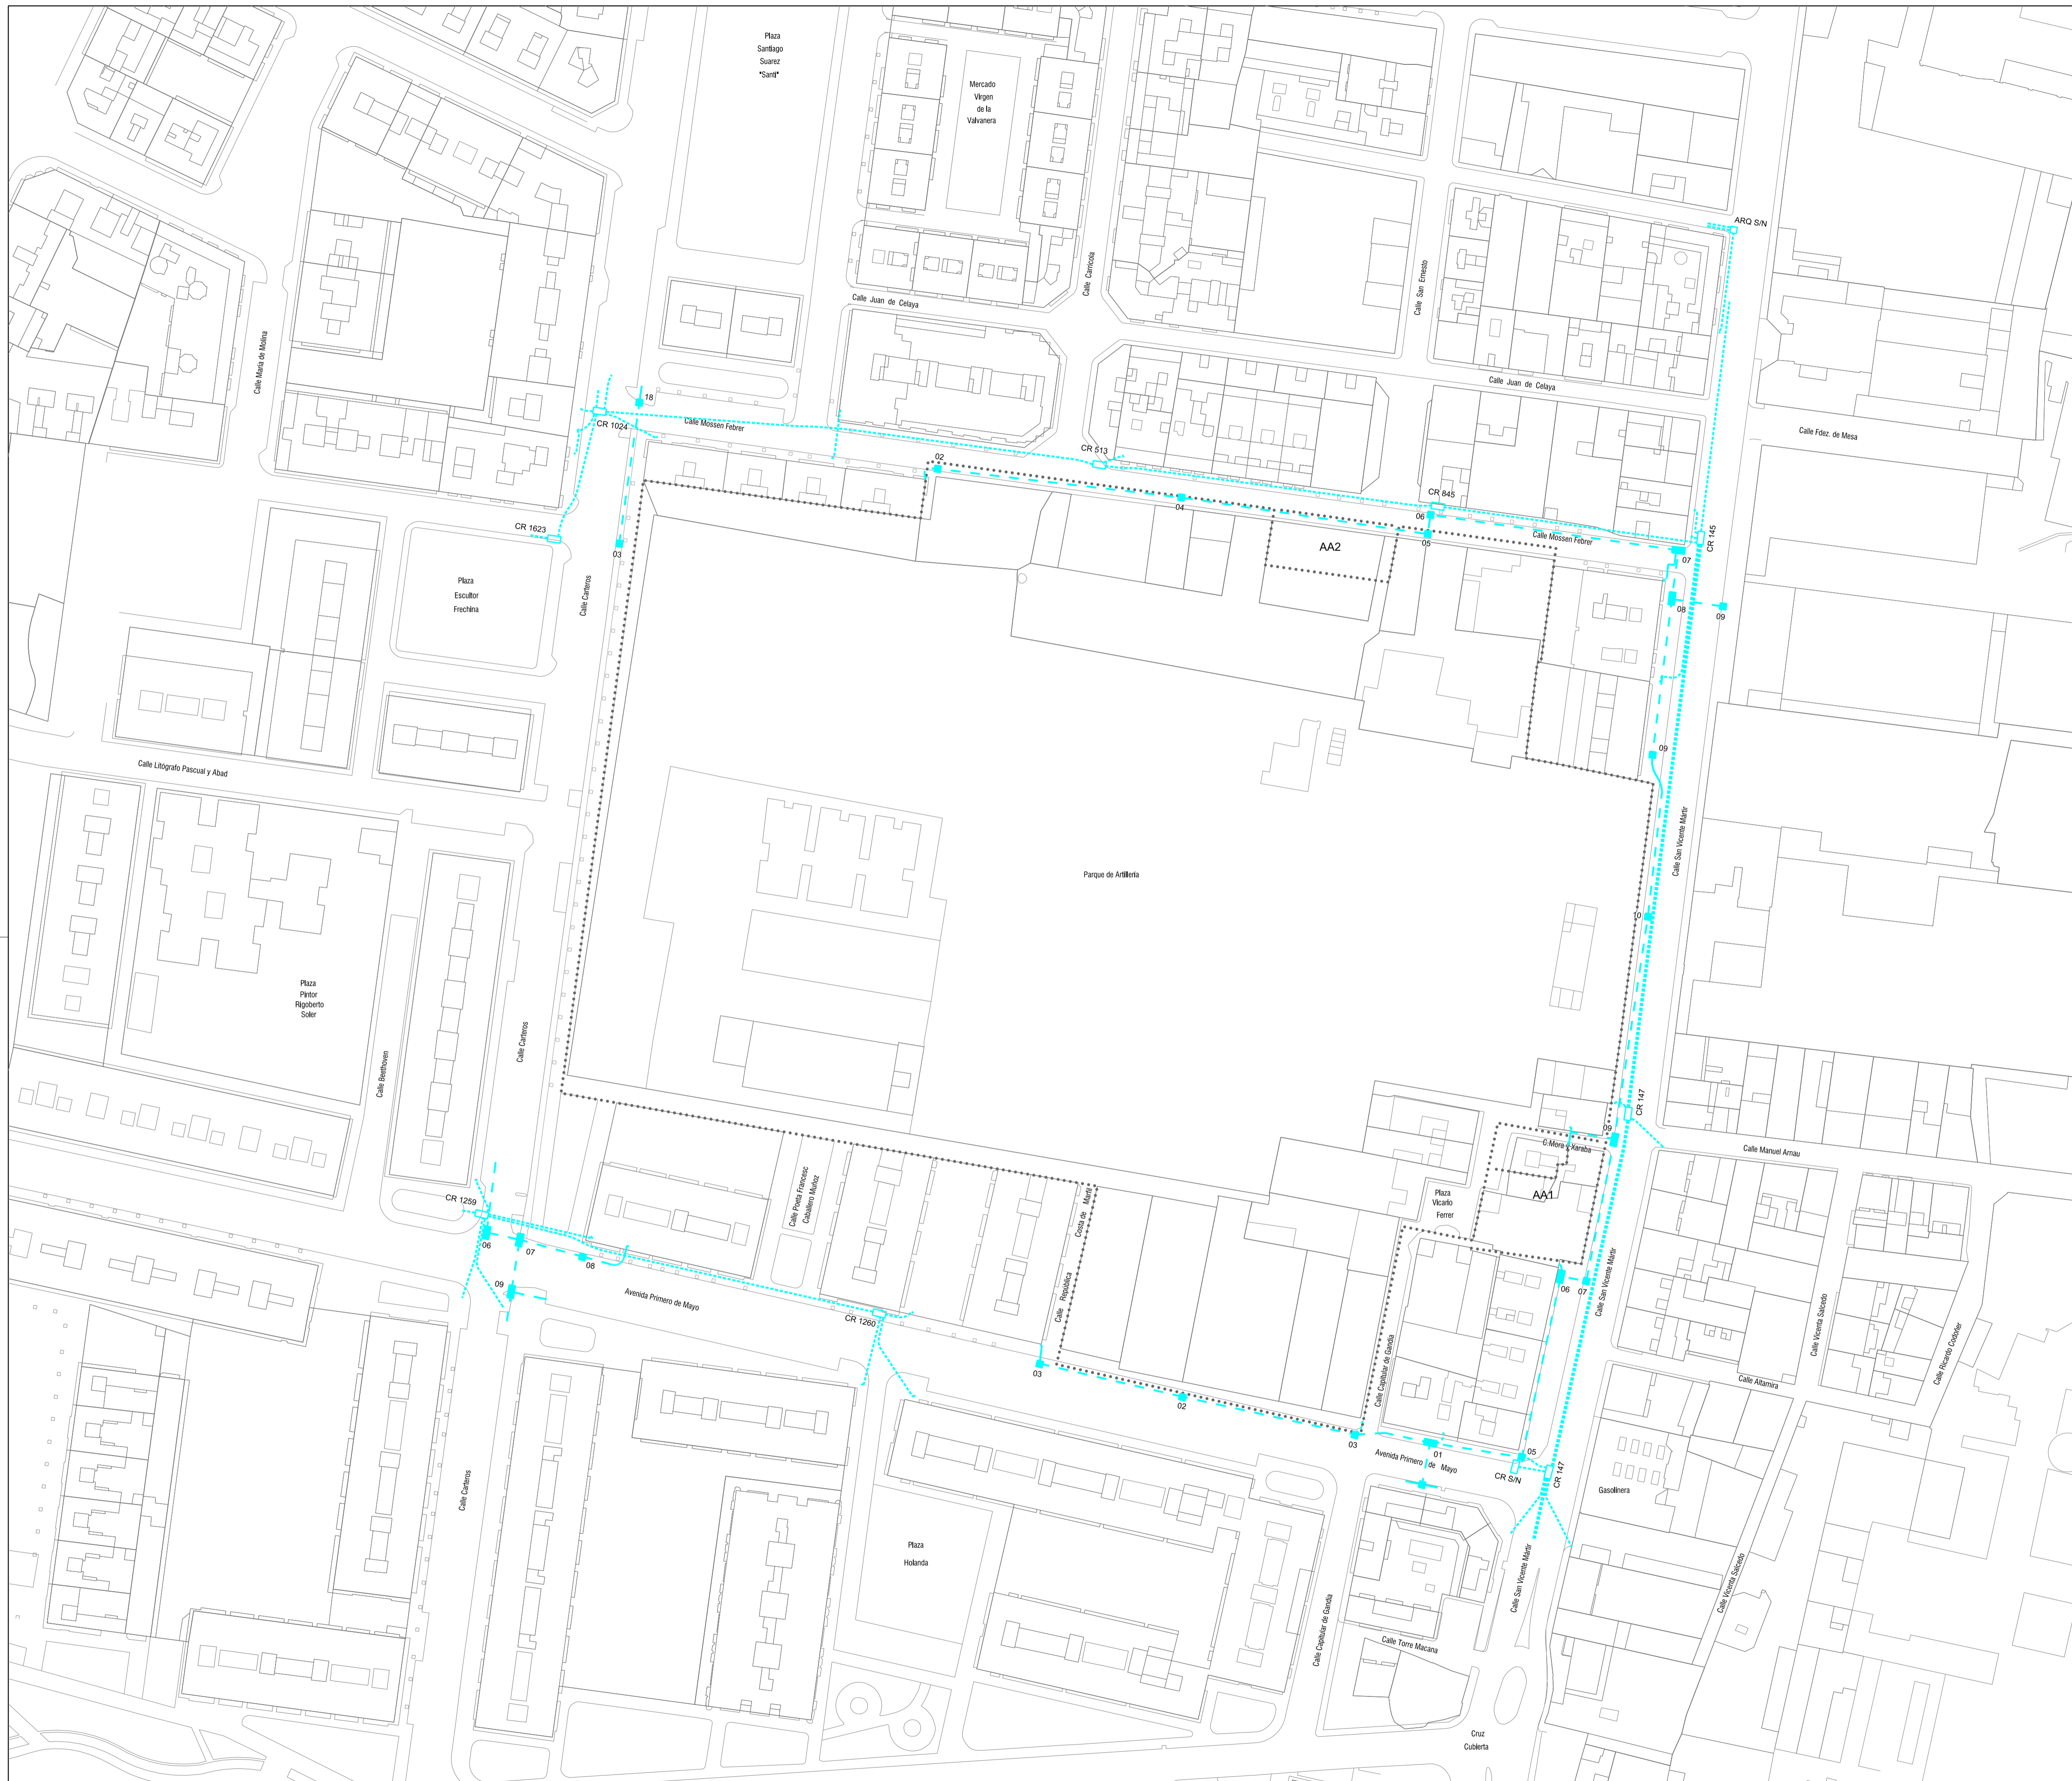 Plaza
Santiago
Suarez
"Santi"
Mercado
Virgen
de la
Valvanera
ARQ S/N
Calle Carricola
Calle San Ernesto
Calle Juan de Celaya
Calle María de Molina
Calle Juan de Celaya
18
CR 1024
Calle Mossen Febrer
Calle Fdez. de Mesa
CR 513
02
CR 845
04
06
CR 1623
03
05
Calle Mossen Febrer
CR 145
AA2
07
Plaza
Escultor
Frechina
Calle Carteros
08
09
09
Calle Litógrafo Pascual y Abad
Calle San Vicente Mártir
Parque de Artillería
10
Plaza
Pintor
Rigoberto
Soler
Calle Carteros
Calle Beethoven
CR 147
09
C.Mora y Xaraba
Calle Manuel Arnau
Calle Poeta Francesc
Caballero Muñoz
Costa de Marfil
Plaza
Vicario
Ferrer
AA1
CR 1259
06
07
08
09
Calle República
06
07
Calle San Vicente Mártir
Calle Vicenta Salcedo
Calle Ricardo Codoñer
Avenida Primero de Mayo
CR 1260
03
Calle Capitular de Gandia
Calle Altamira
02
03
01
05
Avenida Primero de Mayo
CR S/N
CR 147
Gasolinera
Calle Carteros
Plaza
Holanda
Calle San Vicente Mártir
Calle Vicenta Salcedo
Calle Capitular de Gandia
Calle Torre Macana
Cruz
Cubierta